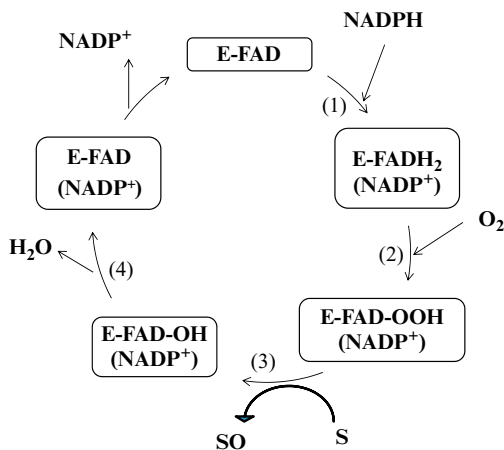 NADPH
NADP⁺
E-FAD
(1)
E-FAD
(NADP⁺)
E-FADH₂
(NADP⁺)
O₂
(2)
H₂O
(4)
E-FAD-OOH
(NADP⁺)
E-FAD-OH
(NADP⁺)
(3)
SO
S